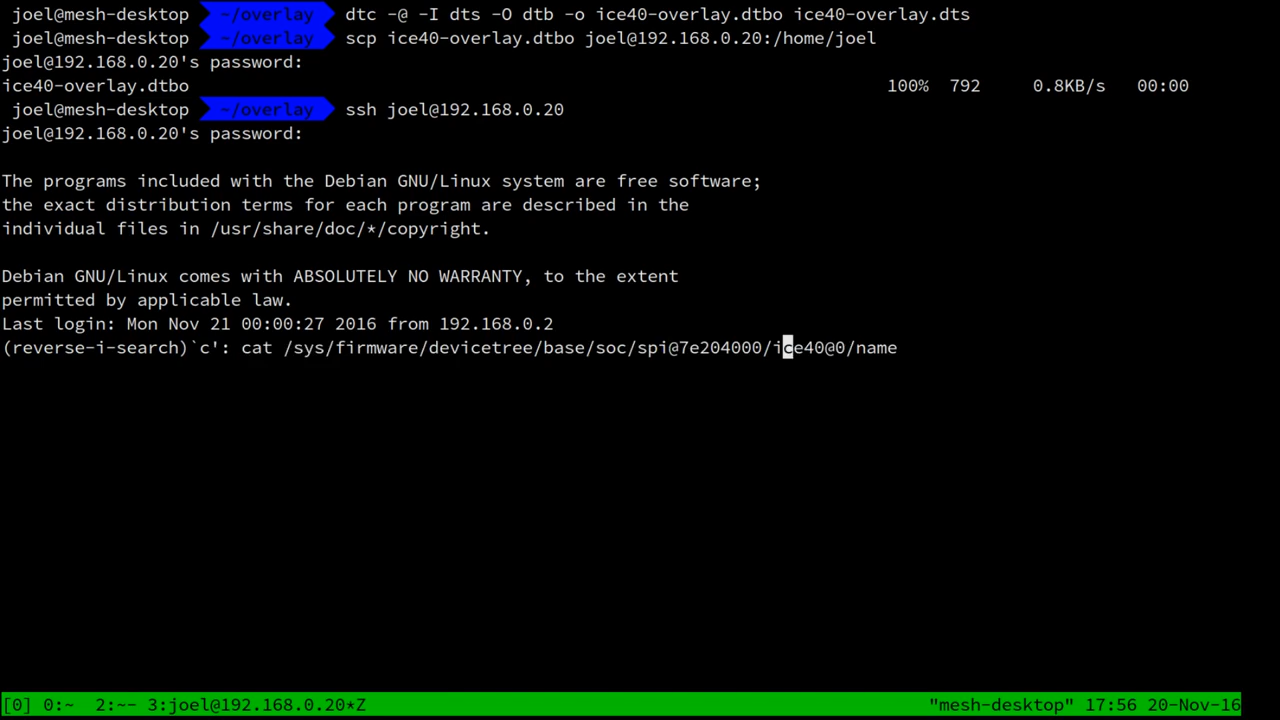 joel@mesh-desktop ~/overlay dtc -@ -I dts -O dtb -o ice40-overlay.dtbo ice40-overlay.dts
joel@mesh-desktop ~/overlay scp ice40-overlay.dtbo joel@192.168.0.20:/home/joel
joel@192.168.0.20's password:
ice40-overlay.dtbo 100% 792 0.8KB/s 00:00
joel@mesh-desktop ~/overlay ssh joel@192.168.0.20
joel@192.168.0.20's password:
The programs included with the Debian GNU/Linux system are free software;
the exact distribution terms for each program are described in the
individual files in /usr/share/doc/*/copyright.
Debian GNU/Linux comes with ABSOLUTELY NO WARRANTY, to the extent
permitted by applicable law.
Last login: Mon Nov 21 00:00:27 2016 from 192.168.0.2
(reverse-i-search)`c': cat /sys/firmware/devicetree/base/soc/spi@7e204000/ice40@0/name
[0] 0:~ 2:~- 3:joel@192.168.0.20*Z "mesh-desktop" 17:56 20-Nov-16